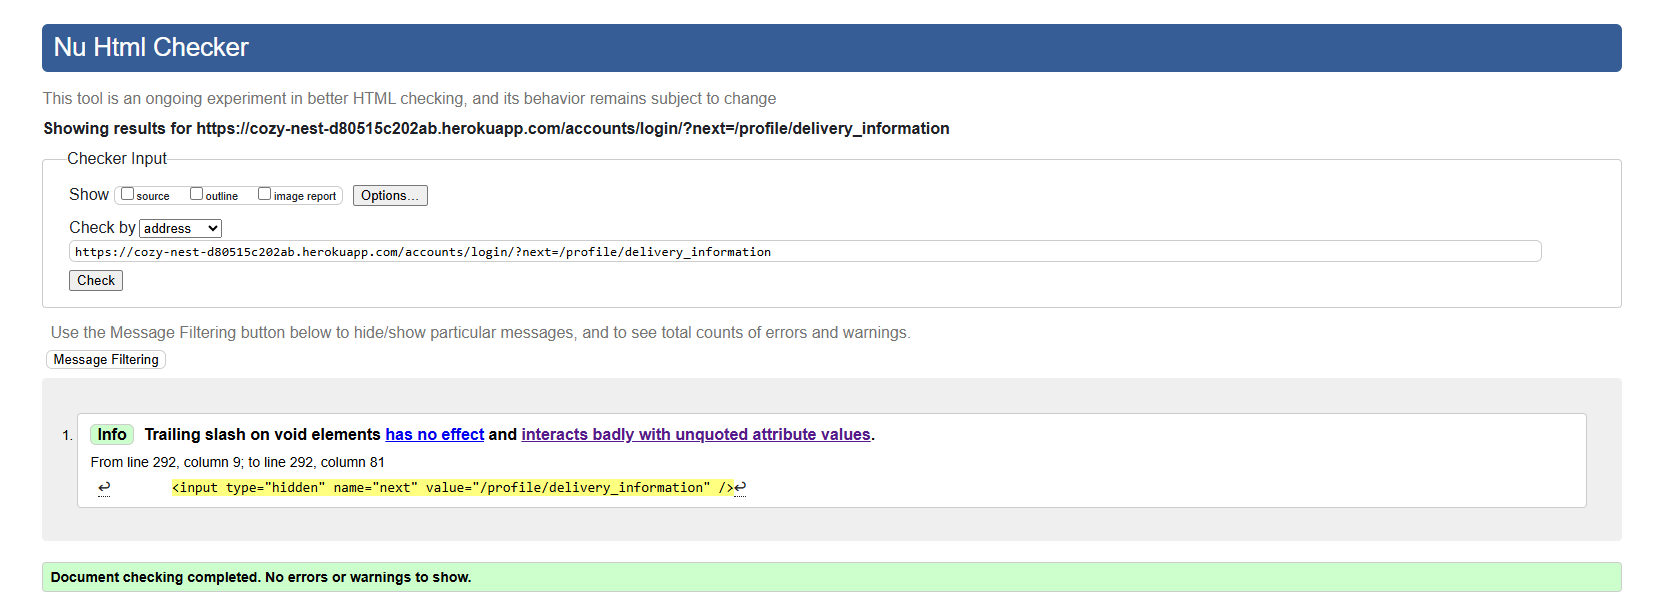 Nu Html Checker
This tool is an ongoing experiment in better HTML checking, and its behavior remains subject to change
Showing results for https://cozy-nest-d80515c202ab.herokuapp.com/accounts/login/?next=/profile/delivery_information
Checker Input
Show source outline image report Options...
Check by address
https://cozy-nest-d80515c202ab.herokuapp.com/accounts/login/?next=/profile/delivery_information
Check
Use the Message Filtering button below to hide/show particular messages, and to see total counts of errors and warnings.
Message Filtering
1. Info Trailing slash on void elements has no effect and interacts badly with unquoted attribute values.
From line 292, column 9; to line 292, column 81
↩ <input type="hidden" name="next" value="/profile/delivery_information" />↩
Document checking completed. No errors or warnings to show.